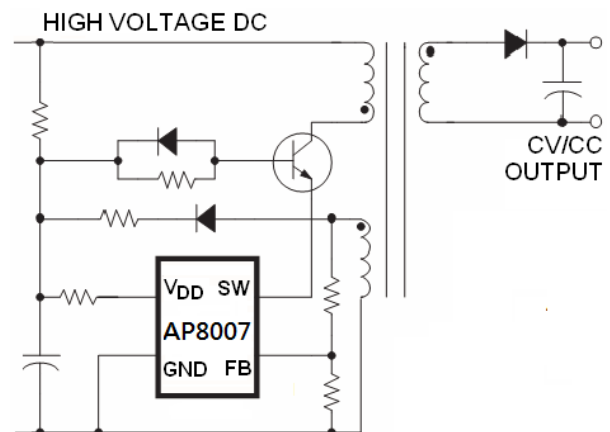 HIGH VOLTAGE DC
CV/CC
OUTPUT
VDD SW
AP8007
GND FB